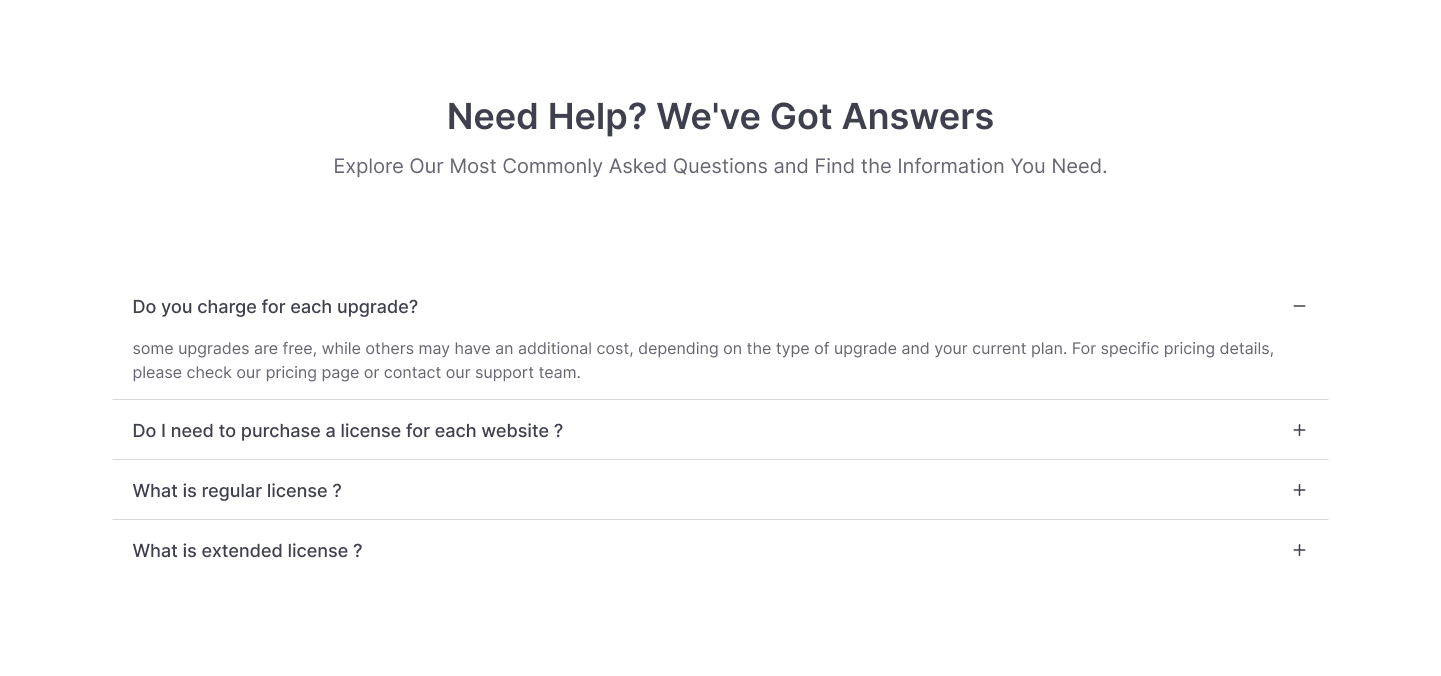 Need Help? We've Got Answers
Explore Our Most Commonly Asked Questions and Find the Information You Need.
Do you charge for each upgrade?
some upgrades are free, while others may have an additional cost, depending on the type of upgrade and your current plan. For specific pricing details,
please check our pricing page or contact our support team.
Do I need to purchase a license for each website ?
What is regular license ?
What is extended license ?